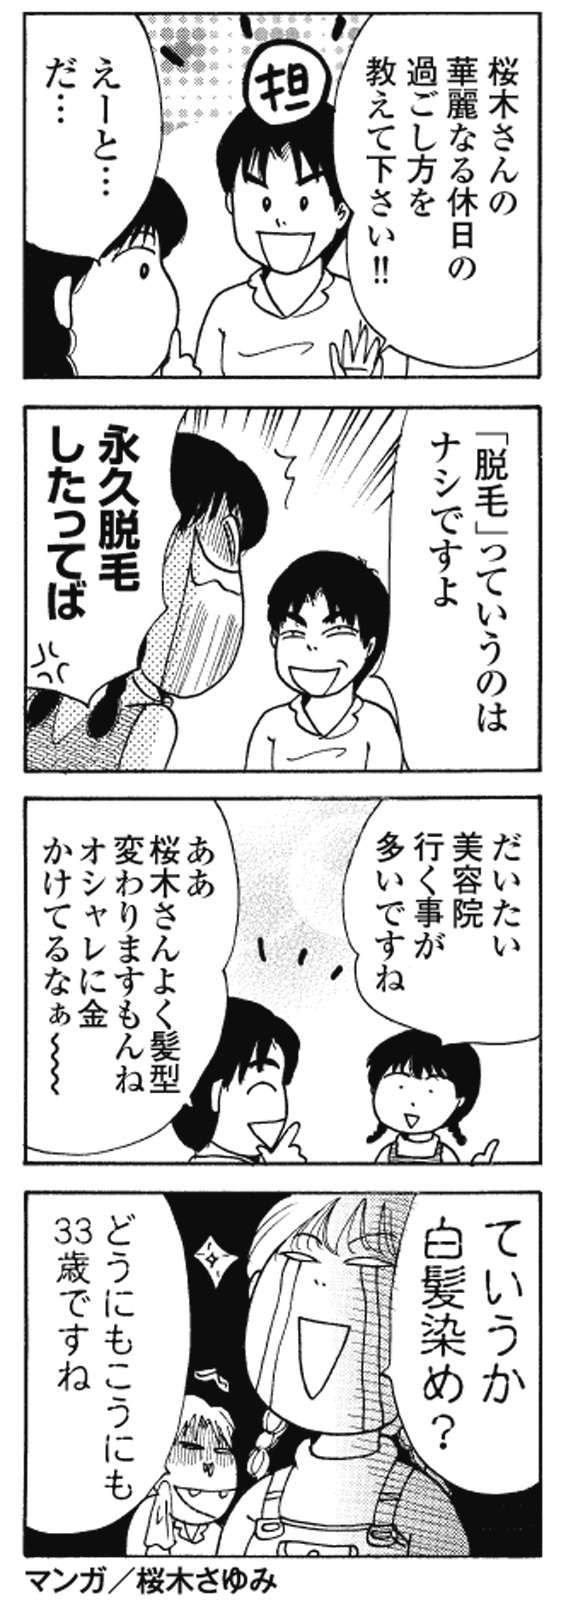 桜木さんの
華麗なる休日の
過ごし方を
教えて下さい!!
担
えーと…
だ…
「脱毛」っていうのは
ナシですよ
永久脱毛
したってば
だいたい
美容院
行く事が
多いですね
ああ
桜木さんよく髪型
変わりますもんね
オシャレに金
かけてるなぁ〜〜
ていうか
白髪染め?
どうにもこうにも
33歳ですね
マンガ/桜木さゆみ